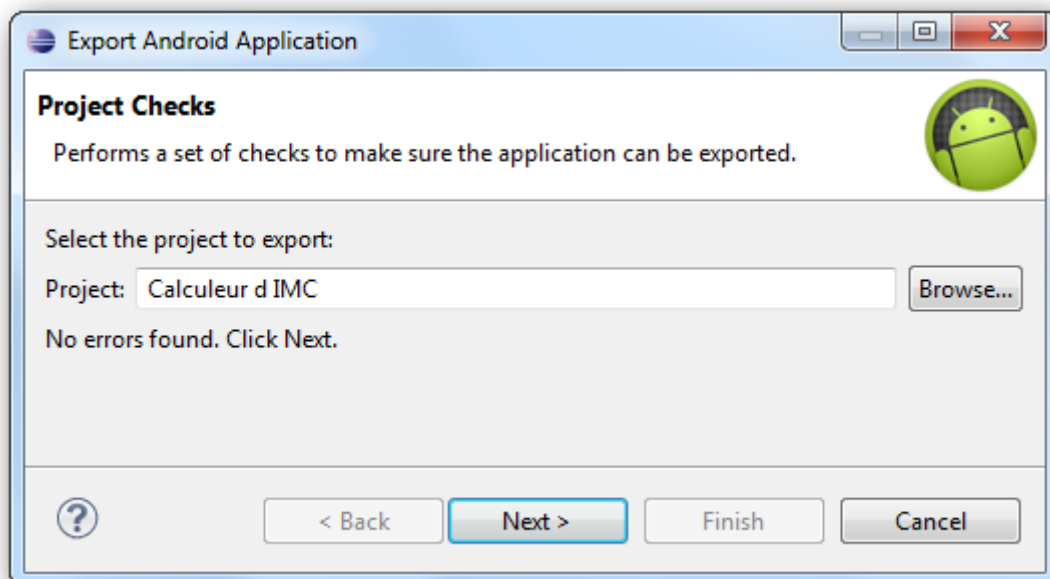 Export Android Application
Project Checks
Performs a set of checks to make sure the application can be exported.
Select the project to export:
Project: Calculeur d IMC Browse...
No errors found. Click Next.
? < Back Next > Finish Cancel